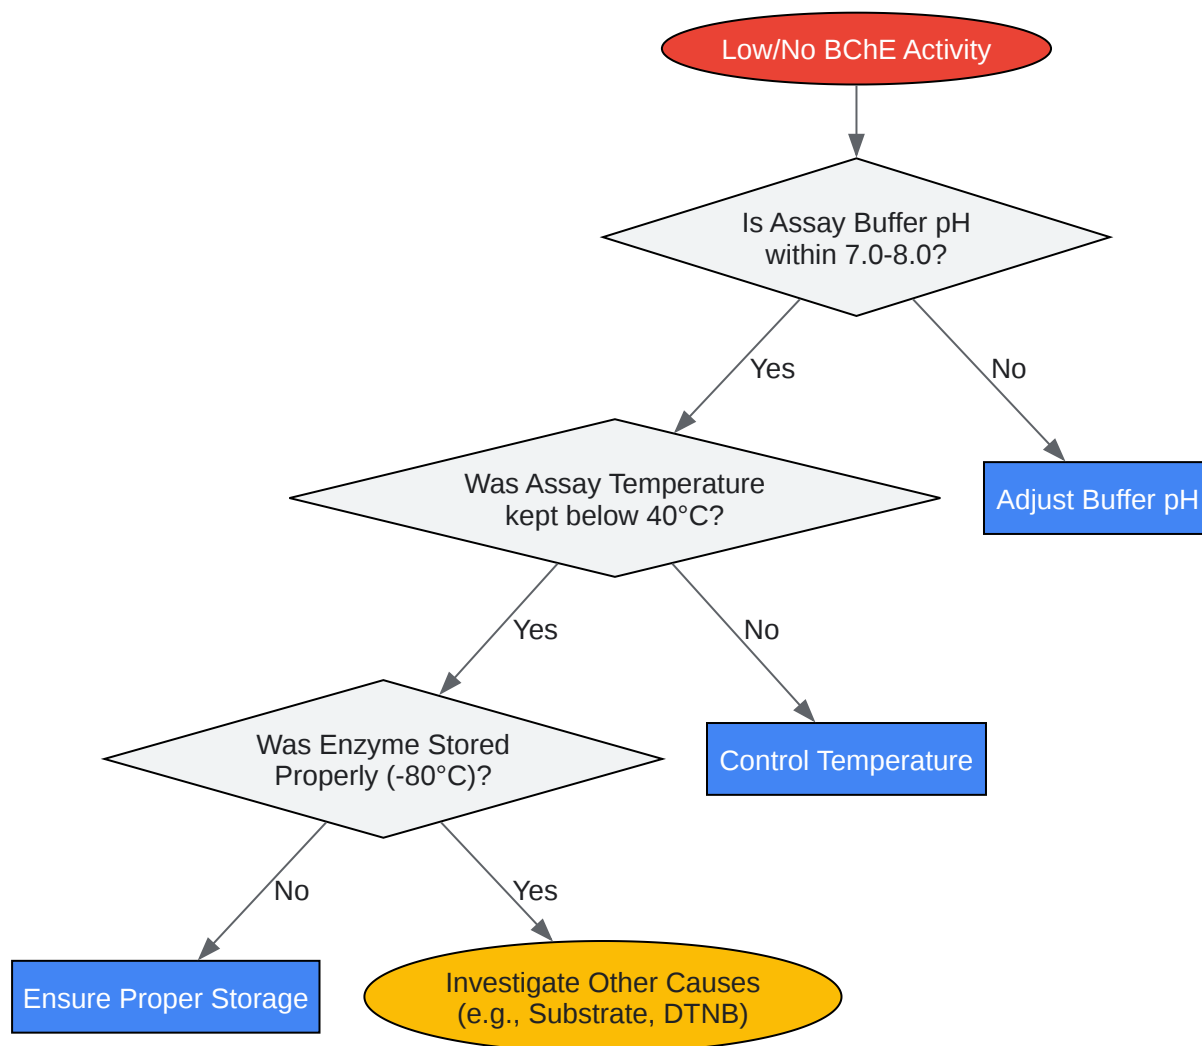 Low/No BChE Activity
Is Assay Buffer pH
within 7.0-8.0?
Yes
No
Was Assay Temperature
kept below 40°C?
Adjust Buffer pH
Yes
No
Was Enzyme Stored
Properly (-80°C)?
Control Temperature
No
Yes
Ensure Proper Storage
Investigate Other Causes
(e.g., Substrate, DTNB)